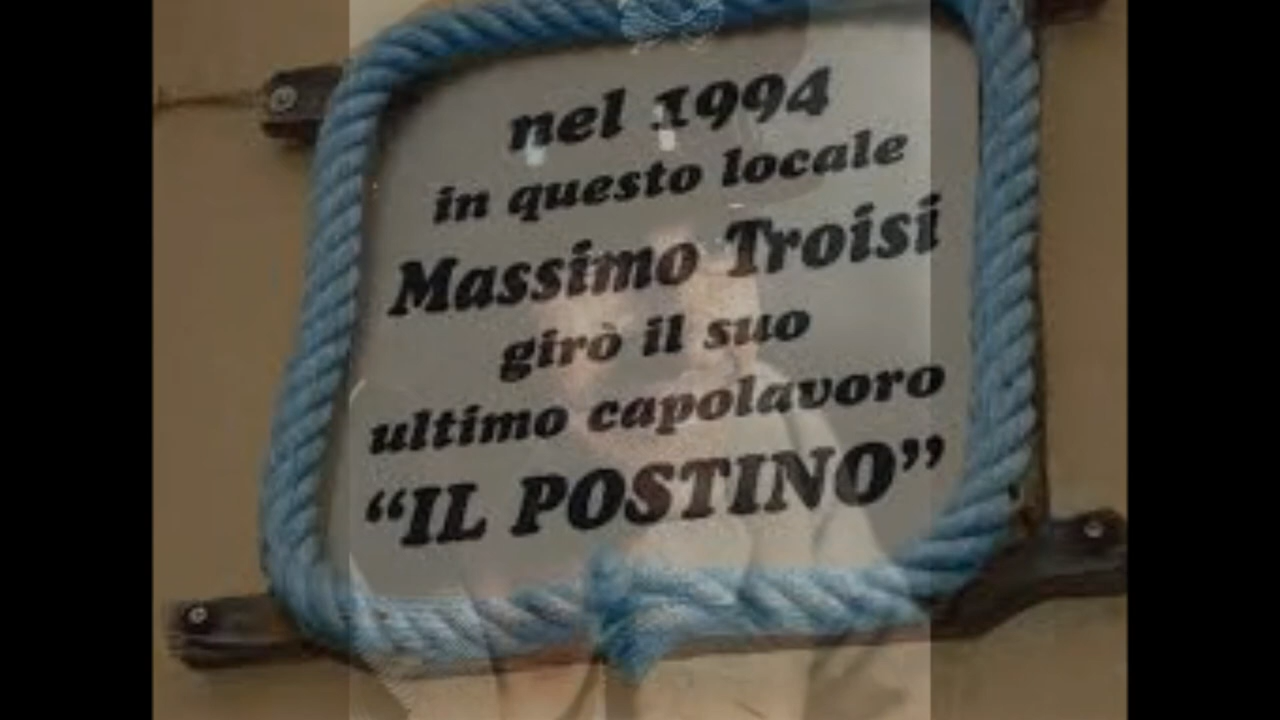 nel 1994
in questo locale
Massimo Troisi
girò il suo
ultimo capolavoro
“IL POSTINO”